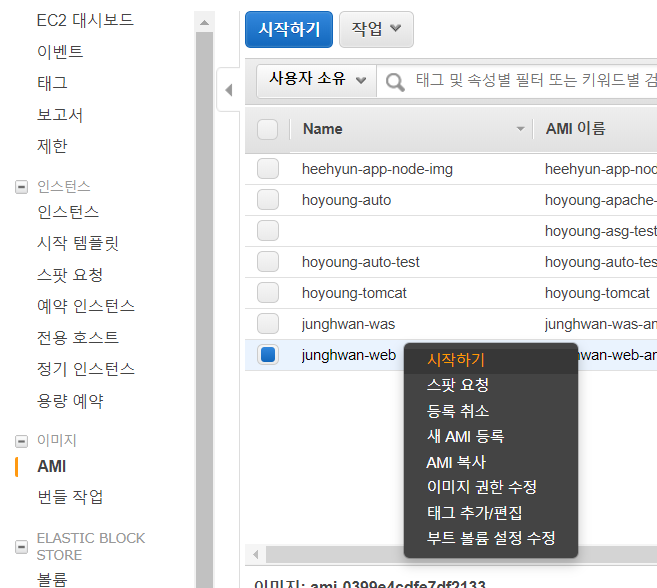 EC2 대시보드
이벤트
태그
보고서
제한
인스턴스
인스턴스
시작 템플릿
스팟 요청
예약 인스턴스
전용 호스트
정기 인스턴스
용량 예약
이미지
AMI
번들 작업
ELASTIC BLOCK
STORE
볼륨
시작하기 작업
사용자 소유 태그 및 속성별 필터 또는 키워드별 검
Name AMI 이름
heehyun-app-node-img heehyun-app-nod
hoyoung-auto hoyoung-apache-
hoyoung-asg-test
hoyoung-auto-test hoyoung-auto-tes
hoyoung-tomcat hoyoung-tomcat
junghwan-was junghwan-was-an
junghwan-web hwan-web-an
시작하기
스팟 요청
등록 취소
새 AMI 등록
AMI 복사
이미지 권한 수정
태그 추가/편집
부트 볼륨 설정 수정
이미지: ami-0399e4cdfe7df2133